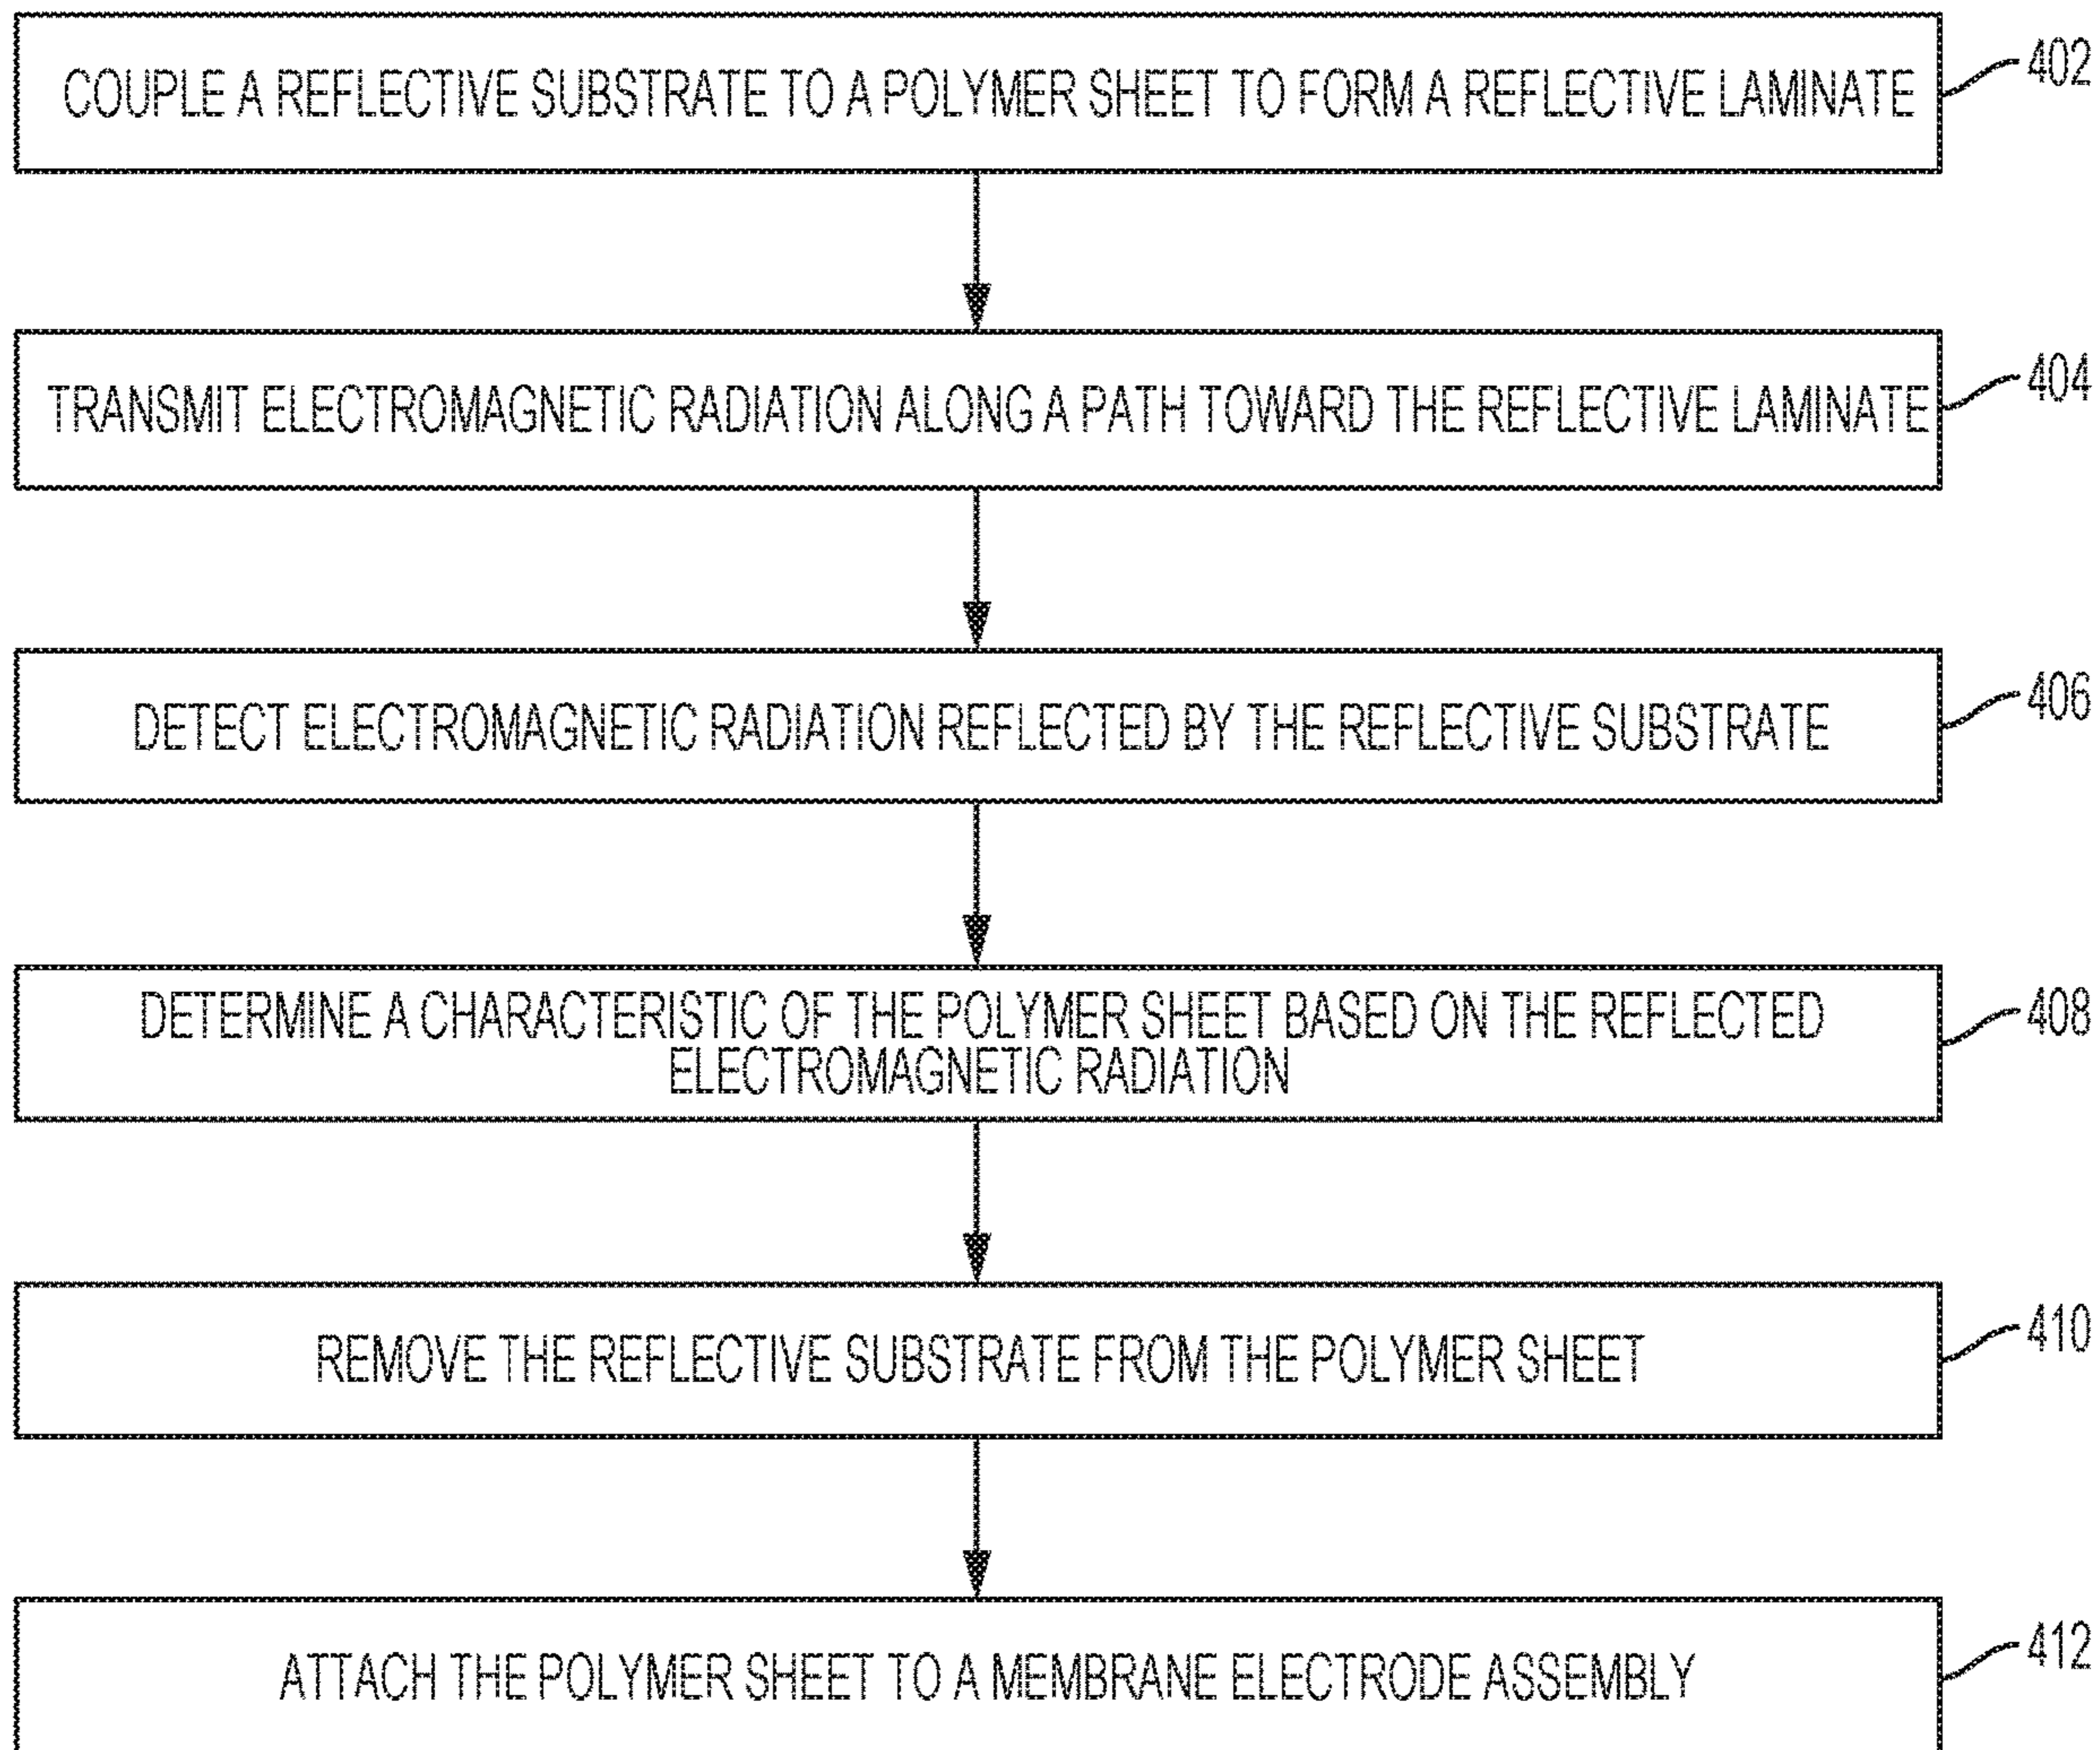 COUPLE A REFLECTIVE SUBSTRATE TO A POLYMER SHEET TO FORM A REFLECTIVE LAMINATE
402
TRANSMIT ELECTROMAGNETIC RADIATION ALONG A PATH TOWARD THE REFLECTIVE LAMINATE
404
DETECT ELECTROMAGNETIC RADIATION REFLECTED BY THE REFLECTIVE SUBSTRATE
406
DETERMINE A CHARACTERISTIC OF THE POLYMER SHEET BASED ON THE REFLECTED
ELECTROMAGNETIC RADIATION
408
REMOVE THE REFLECTIVE SUBSTRATE FROM THE POLYMER SHEET
410
ATTACH THE POLYMER SHEET TO A MEMBRANE ELECTRODE ASSEMBLY
412